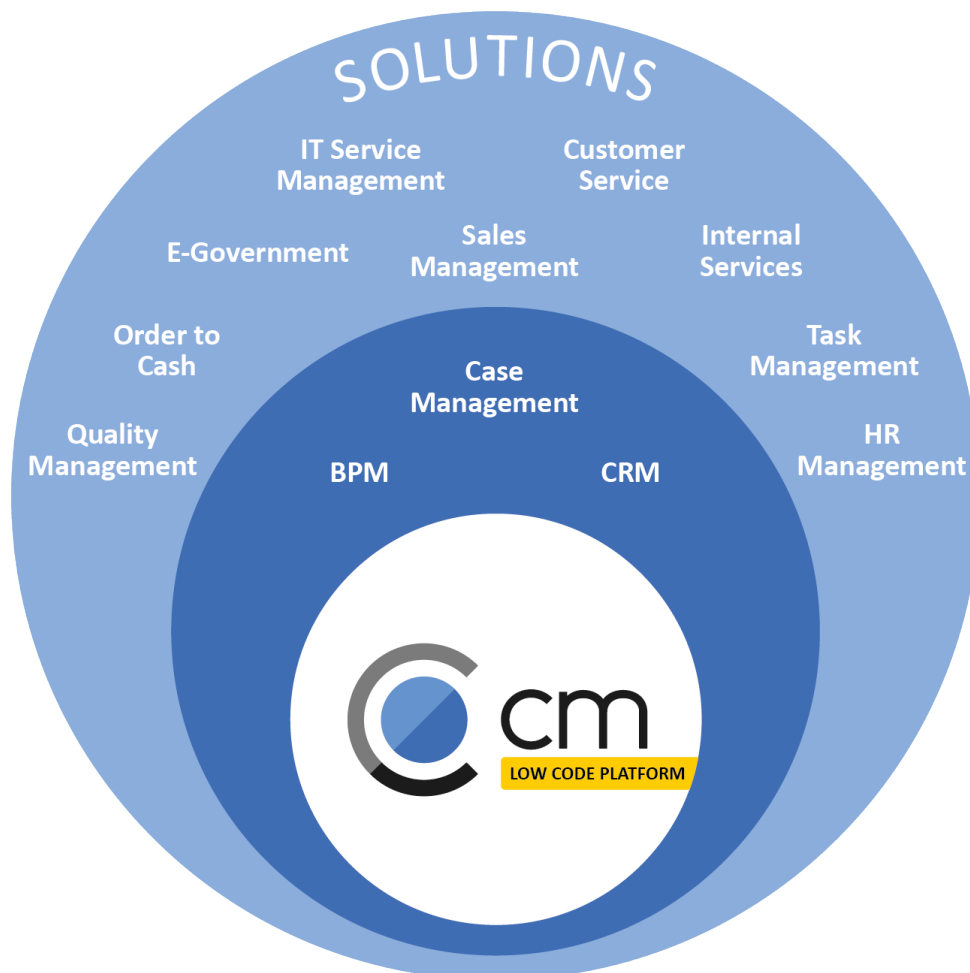 SOLUTIONS
IT Service
Management
Customer
Service
E-Government
Sales
Management
Internal
Services
Order to
Cash
Task
Management
Quality
Management
HR
Management
Case
Management
BPM
CRM
cm
LOW CODE PLATFORM